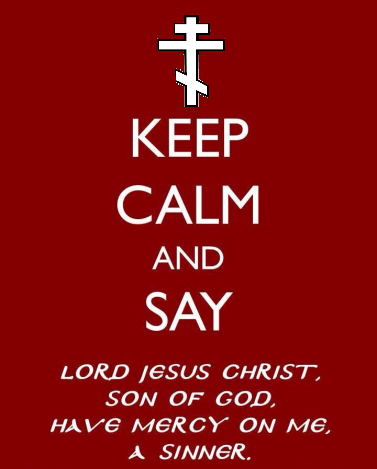 KEEP
CALM
AND
SAY
LORD JESUS CHRIST,
SON OF GOD,
HAVE MERCY ON ME,
A SINNER.